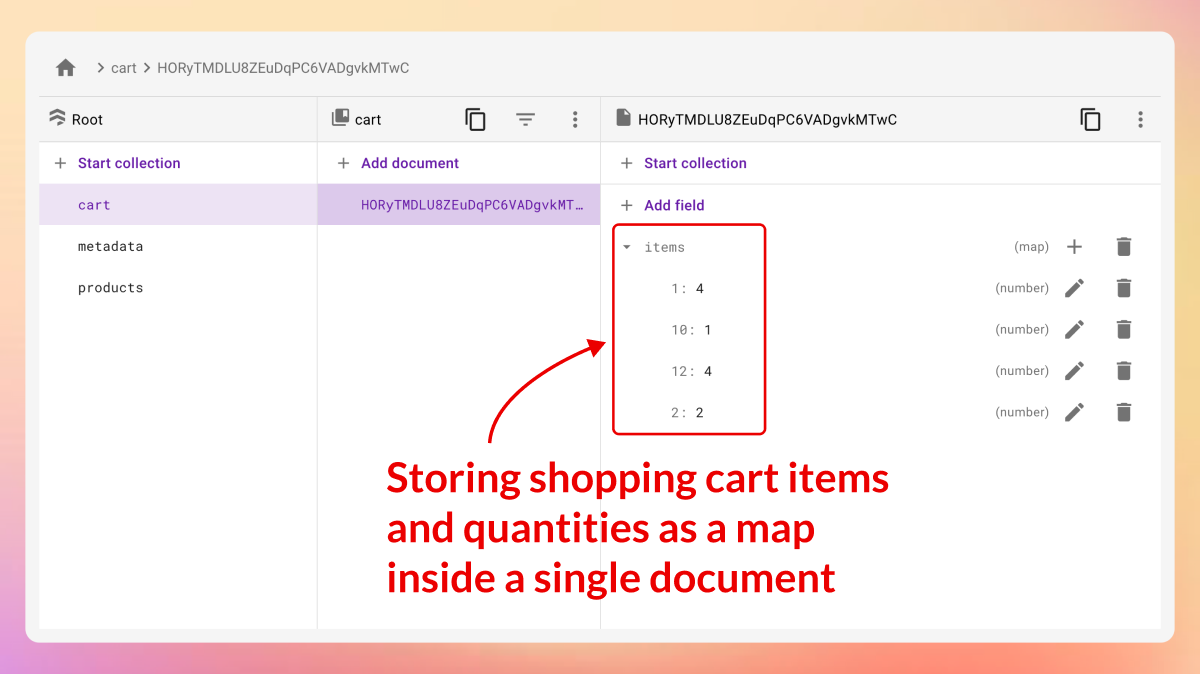 cart HORyTMDLU8ZEuDqPC6VADgvkMTwC
Root
cart
HORyTMDLU8ZEuDqPC6VADgvkMTwC
Start collection
Add document
Start collection
cart
HORyTMDLU8ZEuDqPC6VADgvkMT…
Add field
metadata
items
(map)
products
1: 4
(number)
10: 1
(number)
12: 4
(number)
2: 2
(number)
Storing shopping cart items
and quantities as a map
inside a single document